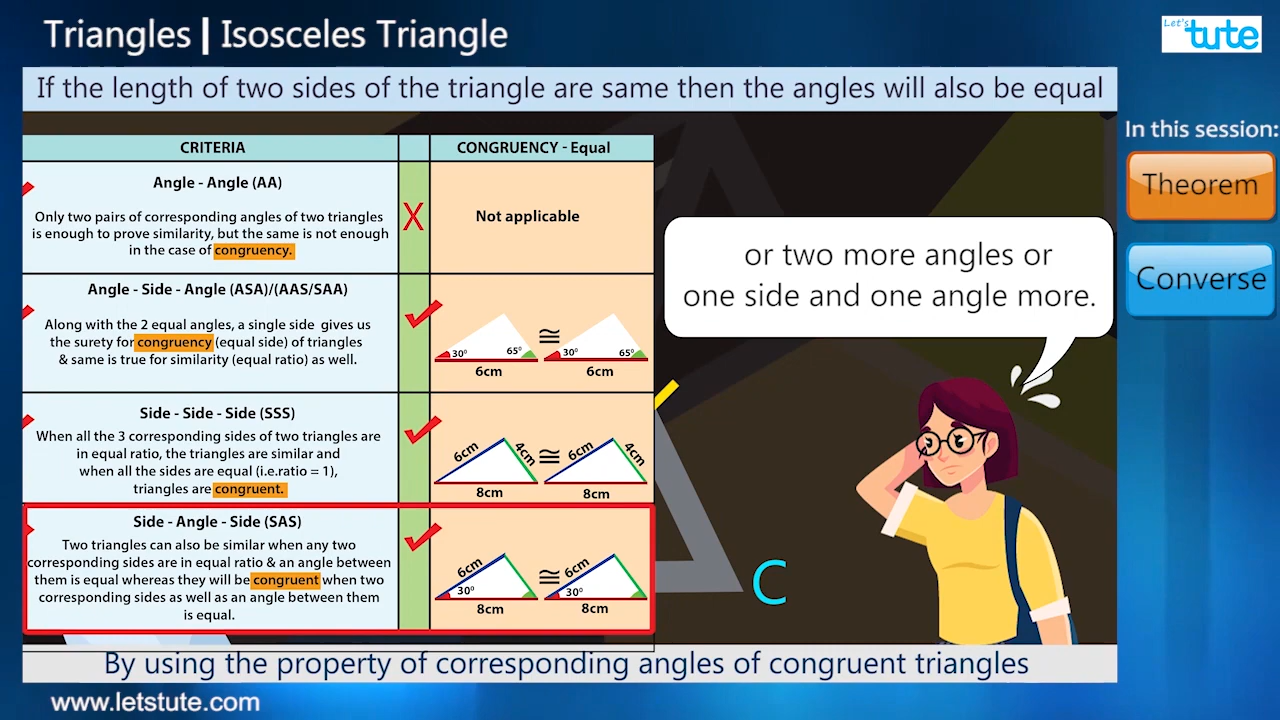 Triangles | Isosceles Triangle
Let's
tute
If the length of two sides of the triangle are same then the angles will also be equal
In this session:
Theorem
Converse
CRITERIA
CONGRUENCY - Equal
Angle - Angle (AA)
Only two pairs of corresponding angles of two triangles
is enough to prove similarity, but the same is not enough
in the case of congruency.
X
Not applicable
Angle - Side - Angle (ASA)/(AAS/SAA)
Along with the 2 equal angles, a single side gives us
the surety for congruency (equal side) of triangles
& same is true for similarity (equal ratio) as well.
30⁰ 65⁰ ≅ 30⁰ 65⁰
6cm 6cm
Side - Side - Side (SSS)
When all the 3 corresponding sides of two triangles are
in equal ratio, the triangles are similar and
when all the sides are equal (i.e.ratio = 1),
triangles are congruent.
6cm 4cm ≅ 6cm 4cm
8cm 8cm
Side - Angle - Side (SAS)
Two triangles can also be similar when any two
corresponding sides are in equal ratio & an angle between
them is equal whereas they will be congruent when two
corresponding sides as well as an angle between them
is equal.
6cm ≅ 6cm
30⁰ 30⁰
8cm 8cm
or two more angles or
one side and one angle more.
C
By using the property of corresponding angles of congruent triangles
www.letstute.com